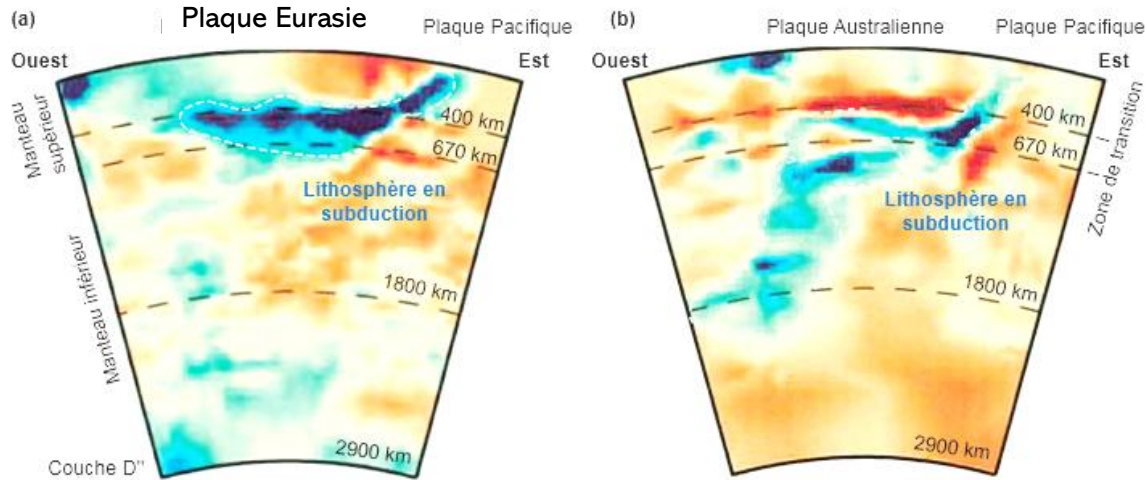 (a)
Plaque Eurasie
Plaque Pacifique
Ouest
Est
Manteau
supérieur
400 km
670 km
Lithosphère en
subduction
Manteau inférieur
1800 km
2900 km
Couche D"
(b)
Plaque Australienne
Plaque Pacifique
Ouest
Est
400 km
670 km
Zone de transition
Lithosphère en
subduction
1800 km
2900 km